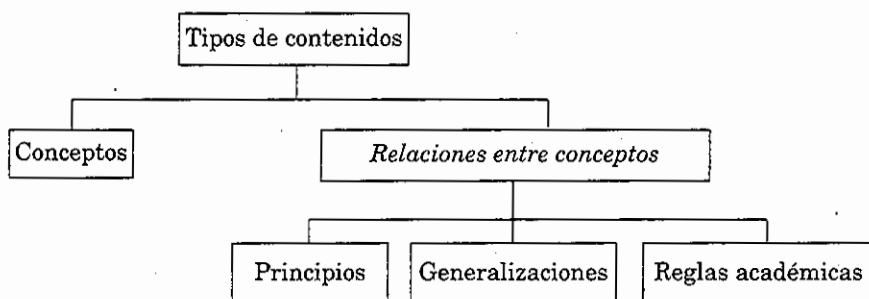 Tipos de contenidos
Conceptos
Relaciones entre conceptos
Principios
Generalizaciones
Reglas académicas